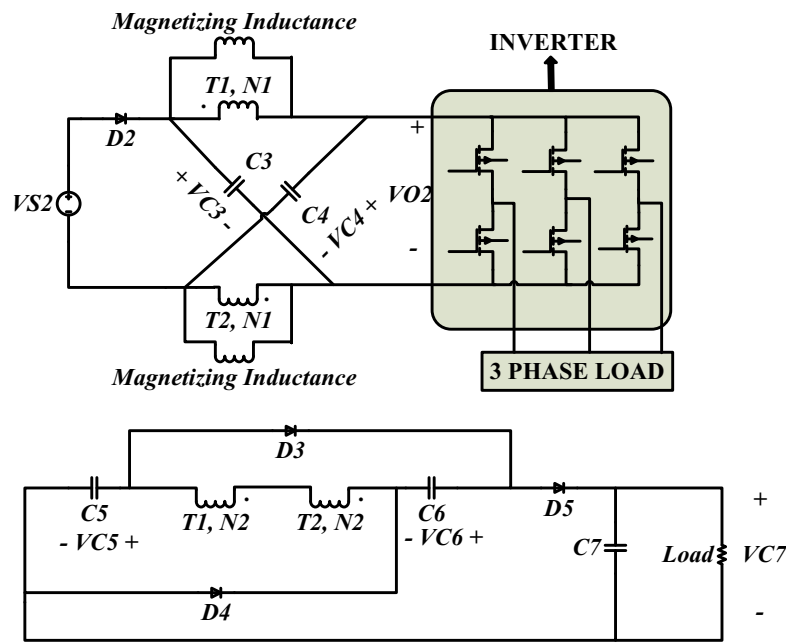 Magnetizing Inductance
INVERTER
T1, N1
D2
+
C3
+ VC3 -
VS2
C4
- VC4 +
VO2
-
T2, N1
Magnetizing Inductance
3 PHASE LOAD
D3
D5
C5
T1, N2
T2, N2
C6
- VC5 +
- VC6 +
+
C7
Load
VC7
D4
-